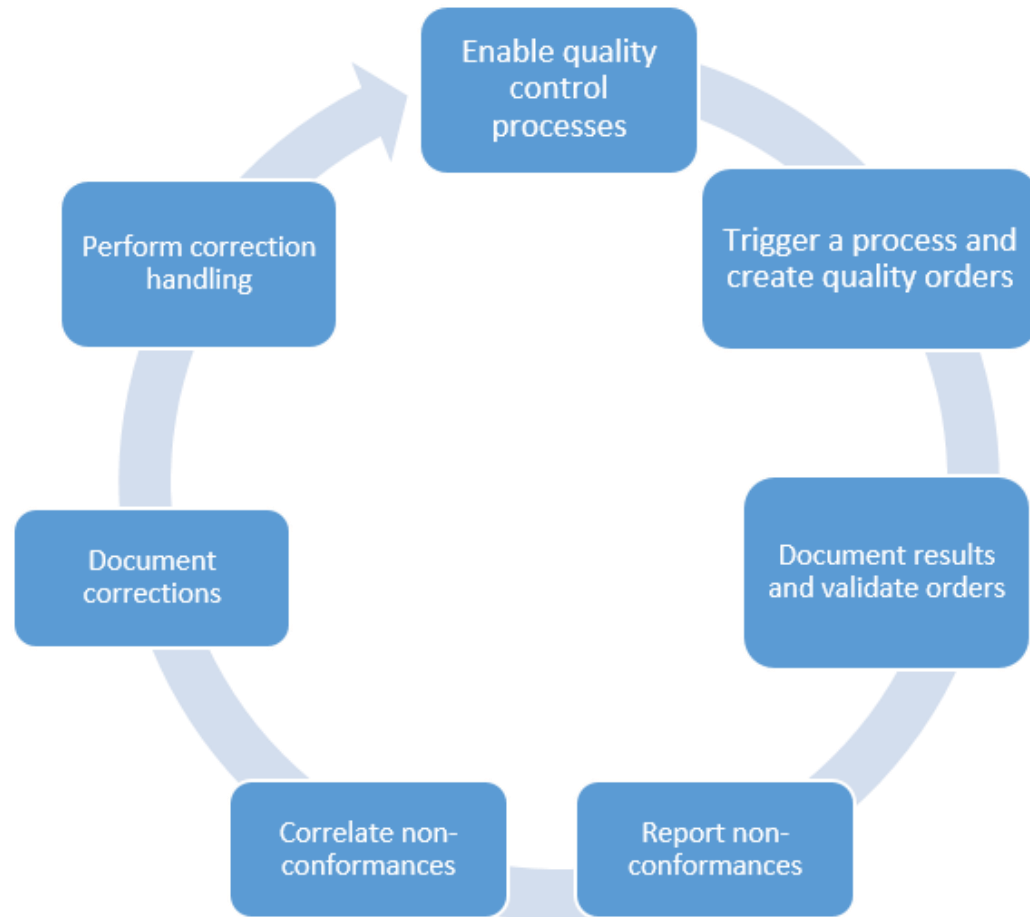 Enable quality
control
processes
Trigger a process and
create quality orders
Document results
and validate orders
Report non-
conformances
Correlate non-
conformances
Document
corrections
Perform correction
handling